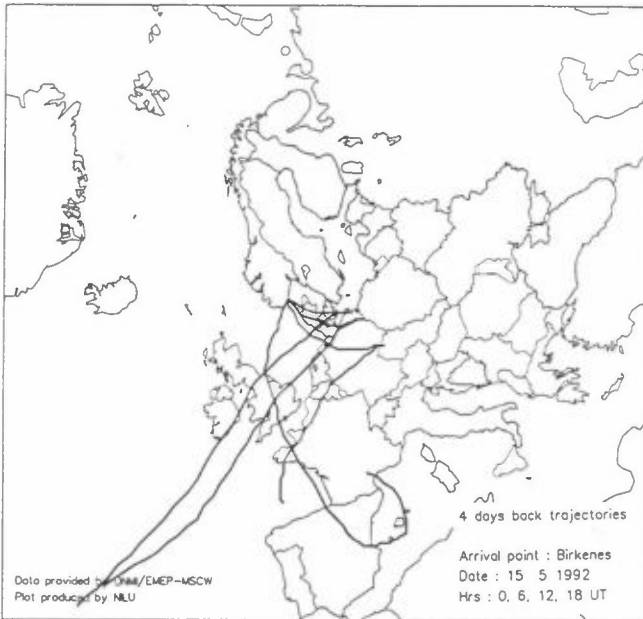 4 days back trajectories
Arrival point : Birkenes
Date : 15 5 1992
Hrs : 0, 6, 12, 18 UT
Data provided by DNMI/EMEP-MSCW
Plot produced by NILU